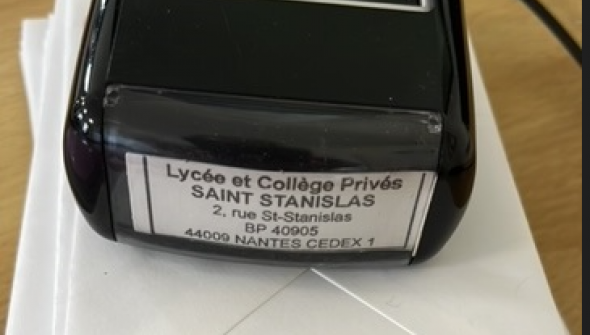 Lycée et Collège Privés
SAINT STANISLAS
2, rue St-Stanislas
BP 40905
44009 NANTES CEDEX 1